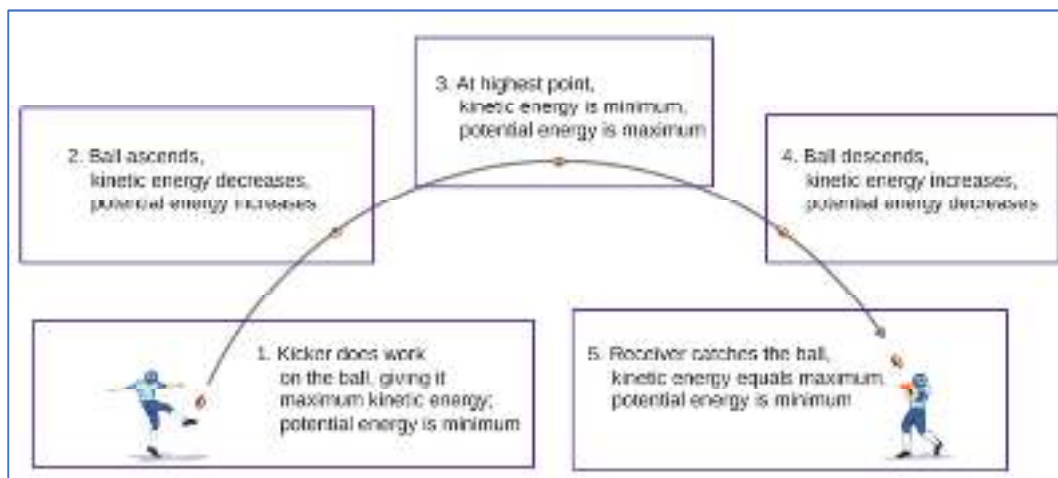 1. Kicker does work
on the ball, giving it
maximum kinetic energy;
potential energy is minimum
2. Ball ascends,
kinetic energy decreases,
potential energy increases
3. At highest point,
kinetic energy is minimum,
potential energy is maximum
4. Ball descends,
kinetic energy increases,
potential energy decreases
5. Receiver catches the ball,
kinetic energy equals maximum,
potential energy is minimum